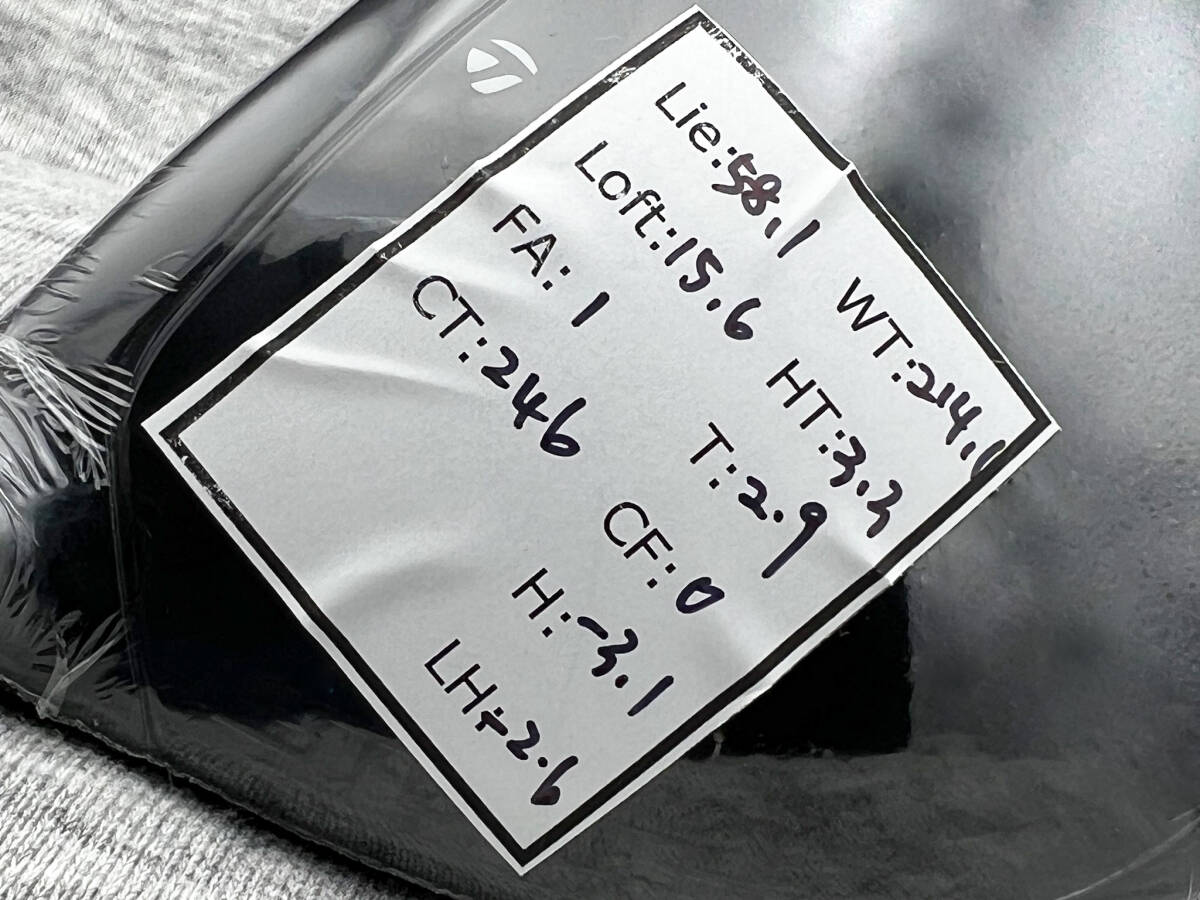 Lie:58.1 WT:214.
Loft:15.6 HT:3.3
FA: 1 T:2.9
CT:246 CF:0
H:-3.1
LH:-2.6